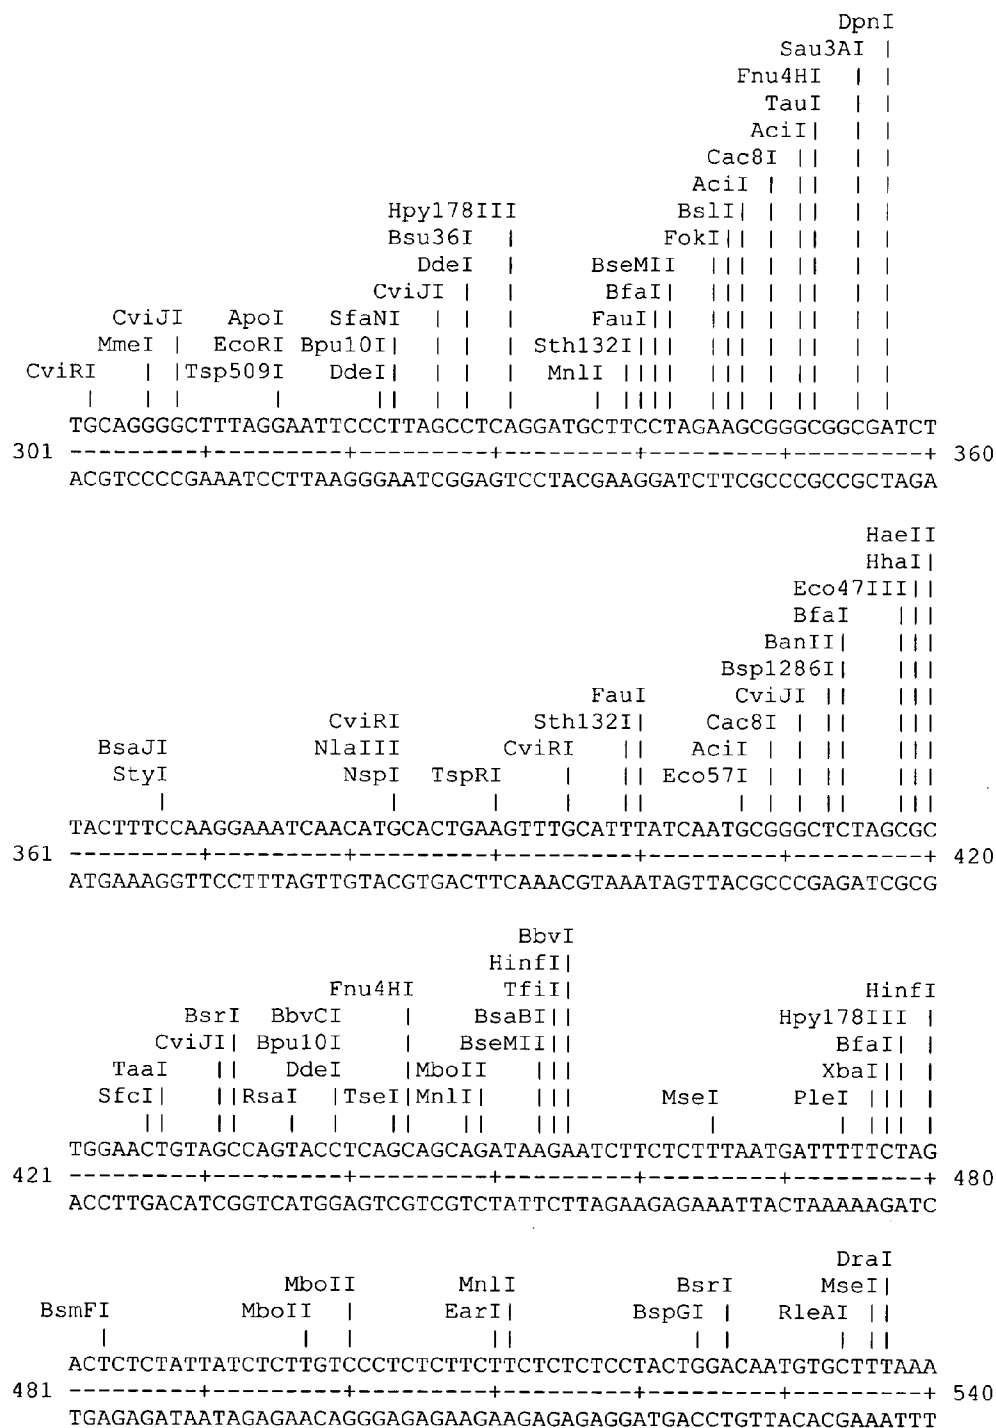 DpnI
Sau3AI |
Fnu4HI | |
TauI | |
AciI| | |
Cac8I || | |
AciI | || | |
Hpy178III BslI| | || | |
Bsu36I | FokI|| | || | |
DdeI | BseMII ||| | || | |
CviJI | | BfaI| ||| | || | |
CviJI ApoI SfaNI | | | FauI|| ||| | || | |
MmeI | EcoRI Bpu10I| | | | Sth132I||| ||| | || | |
CviRI | |Tsp509I DdeI| | | | MnlI |||| ||| | || | |
| | | | || | | | | |||| ||| | || | |
TGCAGGGGCTTTAGGAATTCCCTTAGCCTCAGGATGCTTCCTAGAAGCGGGCGGCGATCT
301 ---------+---------+---------+---------+---------+---------+ 360
ACGTCCCCGAAATCCTTAAGGGAATCGGAGTCCTACGAAGGATCTTCGCCCGCCGCTAGA
HaeII
HhaI|
Eco47III||
BfaI |||
BanII| |||
Bsp1286I| |||
FauI CviJI || |||
CviRI Sth132I| Cac8I | || |||
BsaJI NlaIII CviRI || AciI | | || |||
StyI NspI TspRI | || Eco57I | | || |||
| | | | || | | | || |||
TACTTTCCAAGGAAATCAACATGCACTGAAGTTTGCATTTATCAATGCGGGCTCTAGCGC
361 ---------+---------+---------+---------+---------+---------+ 420
ATGAAAGGTTCCTTTAGTTGTACGTGACTTCAAACGTAAATAGTTACGCCCGAGATCGCG
BbvI
HinfI|
Fnu4HI TfiI| HinfI
BsrI BbvCI | BsaBI|| Hpy178III |
CviJI| Bpu10I | BseMII|| BfaI| |
TaaI || DdeI |MboII ||| XbaI|| |
SfcI| ||RsaI | TseI||MnlI| ||| MseI PleI ||| |
|| || | | || || ||| | | ||| |
TGGAACTGTAGCCAGTACCTCAGCAGCAGATAAGAATCTTCTCTTTAATGATTTTTCTAG
421 ---------+---------+---------+---------+---------+---------+ 480
ACCTTGACATCGGTCATGGAGTCGTCGTCTATTCTTAGAAGAGAAATTACTAAAAAGATC
DraI
MboII MnlI BsrI MseI|
BsmFI MboII | EarI| BspGI | RleAI ||
| | | || | | | ||
ACTCTCTATTATCTCTTGTCCCTCTCTTCTTCTCTCTCCTACTGGACAATGTGCTTTAAA
481 ---------+---------+---------+---------+---------+---------+ 540
TGAGAGATAATAGAGAACAGGGAGAGAAGAAGAGAGAGGATGACCTGTTACACGAAATTT